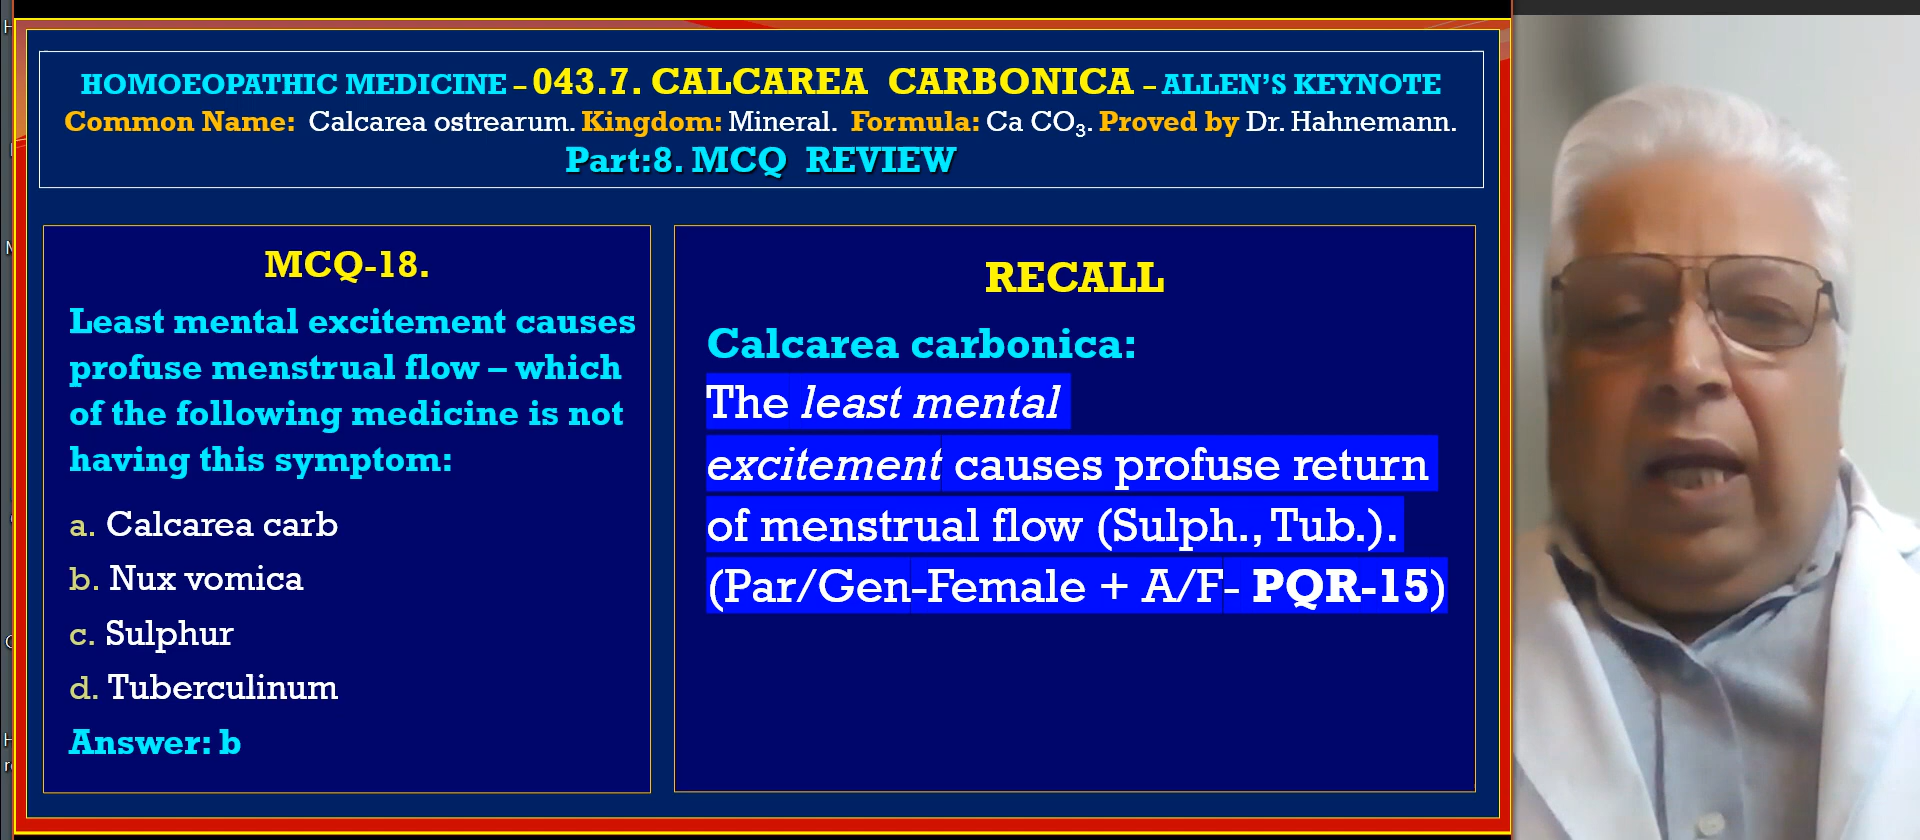 HOMOEOPATHIC MEDICINE – 043.7. CALCAREA CARBONICA – ALLEN’S KEYNOTE
Common Name: Calcarea ostrearum. Kingdom: Mineral. Formula: Ca CO₃. Proved by Dr. Hahnemann.
Part:8. MCQ REVIEW
MCQ-18.
Least mental excitement causes
profuse menstrual flow – which
of the following medicine is not
having this symptom:
a. Calcarea carb
b. Nux vomica
c. Sulphur
d. Tuberculinum
Answer: b
RECALL
Calcarea carbonica:
The least mental
excitement causes profuse return
of menstrual flow (Sulph., Tub.).
(Par/Gen-Female + A/F- PQR-15)